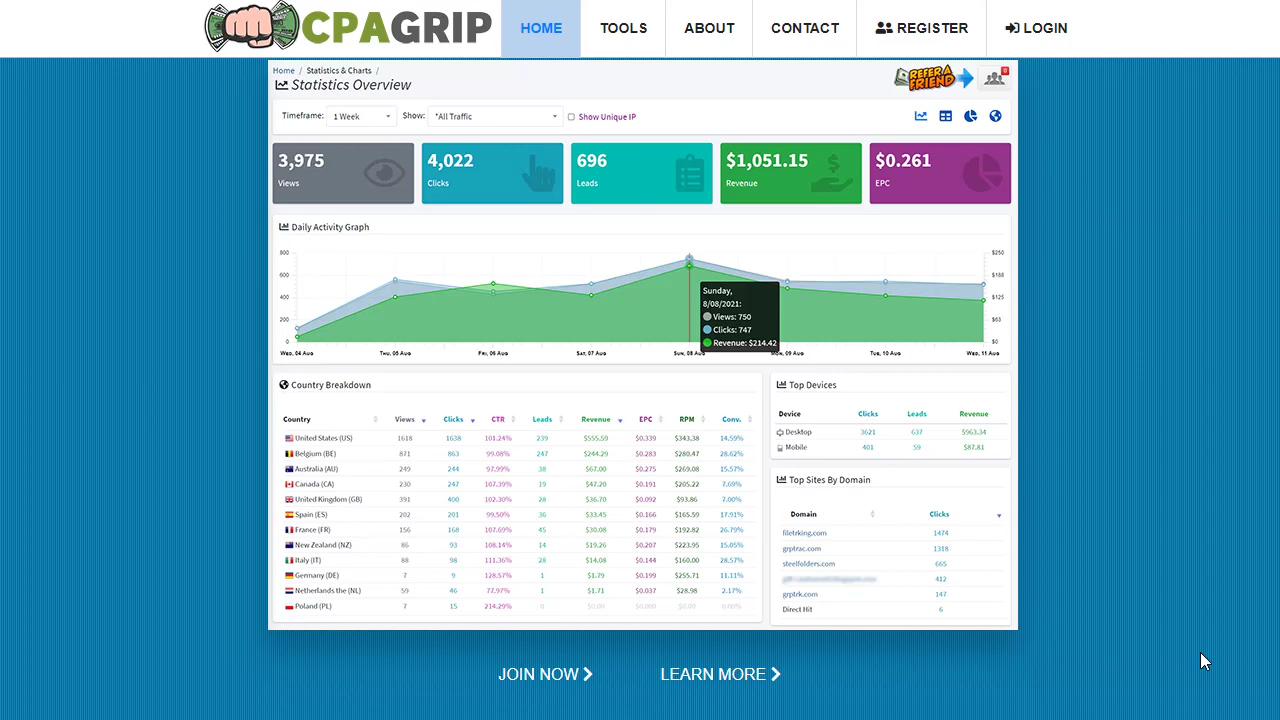 CPAGRIP HOME TOOLS ABOUT CONTACT REGISTER LOGIN
Home / Statistics & Charts /
Statistics Overview
REFER A FRIEND
0
Timeframe: 1 Week Show: *All Traffic Show Unique IP
3,975 4,022 696 $1,051.15 $0.261
Views Clicks Leads Revenue EPC
Daily Activity Graph
800 $250
600 $188
400 $125
200 $63
0 $0
Sunday,
8/08/2021:
Views: 750
Clicks: 747
Revenue: $214.42
Wed, 04 Aug Thu, 05 Aug Fri, 06 Aug Sat, 07 Aug Sun, 08 Aug Mon, 09 Aug Tue, 10 Aug Wed, 11 Aug
Country Breakdown
Country Views Clicks CTR Leads Revenue EPC RPM Conv.
United States (US) 1618 1638 101.24% 239 $555.59 $0.339 $343.38 14.59%
Belgium (BE) 871 863 99.08% 247 $244.29 $0.283 $280.47 28.62%
Australia (AU) 249 244 97.99% 38 $67.00 $0.275 $269.08 15.57%
Canada (CA) 230 247 107.39% 19 $47.20 $0.191 $205.22 7.69%
United Kingdom (GB) 391 400 102.30% 28 $36.70 $0.092 $93.86 7.00%
Spain (ES) 202 201 99.50% 36 $33.45 $0.166 $165.59 17.91%
France (FR) 156 168 107.69% 45 $30.08 $0.179 $192.82 26.79%
New Zealand (NZ) 86 93 108.14% 14 $19.26 $0.207 $223.95 15.05%
Italy (IT) 88 98 111.36% 28 $14.08 $0.144 $160.00 28.57%
Germany (DE) 7 9 128.57% 1 $1.79 $0.199 $255.71 11.11%
Netherlands the (NL) 59 46 77.97% 1 $1.71 $0.037 $28.98 2.17%
Poland (PL) 7 15 214.29% 0 $0.00 $0.000 $0.00 0.00%
Top Devices
Device Clicks Leads Revenue
Desktop 3621 637 $963.34
Mobile 401 59 $87.81
Top Sites By Domain
Domain Clicks
filetrking.com 1474
grptrac.com 1318
steelfolders.com 665
412
grptrk.com 147
Direct Hit 6
JOIN NOW LEARN MORE